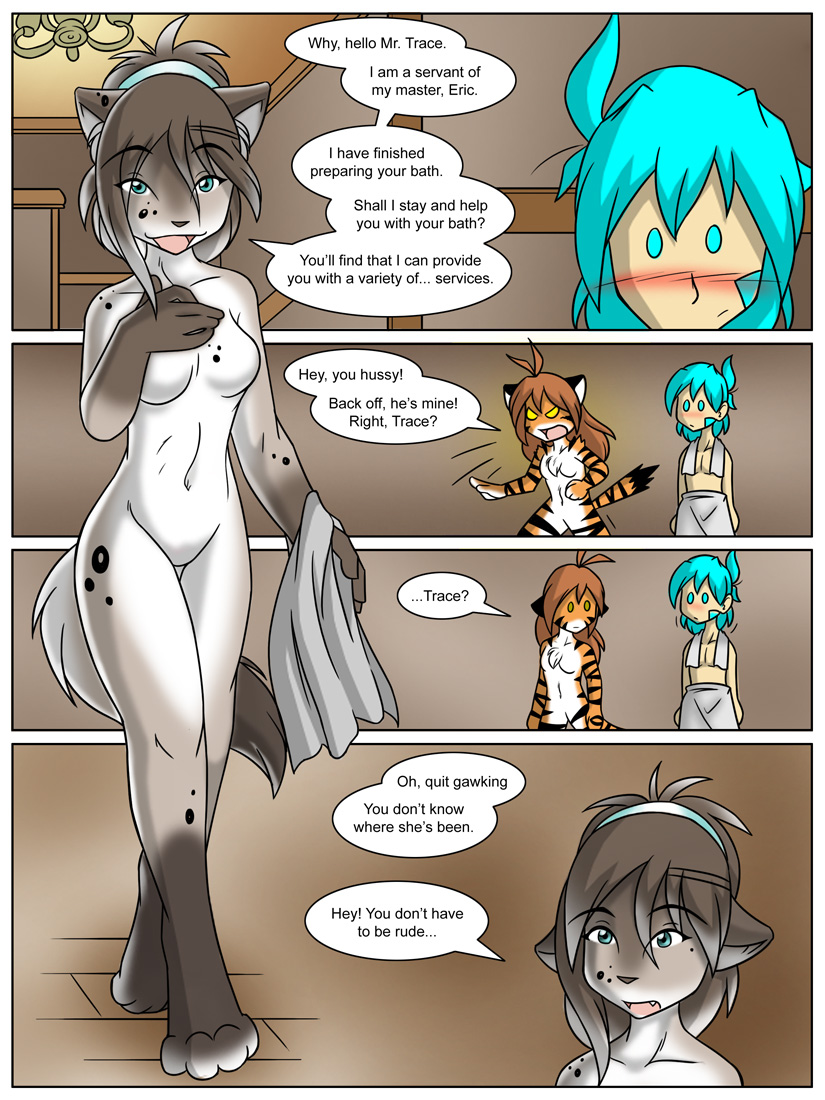 Why, hello Mr. Trace.
I am a servant of
my master, Eric.
I have finished
preparing your bath.
Shall I stay and help
you with your bath?
You'll find that I can provide
you with a variety of... services.
Hey, you hussy!
Back off, he's mine!
Right, Trace?
...Trace?
Oh, quit gawking
You don't know
where she's been.
Hey! You don't have
to be rude...